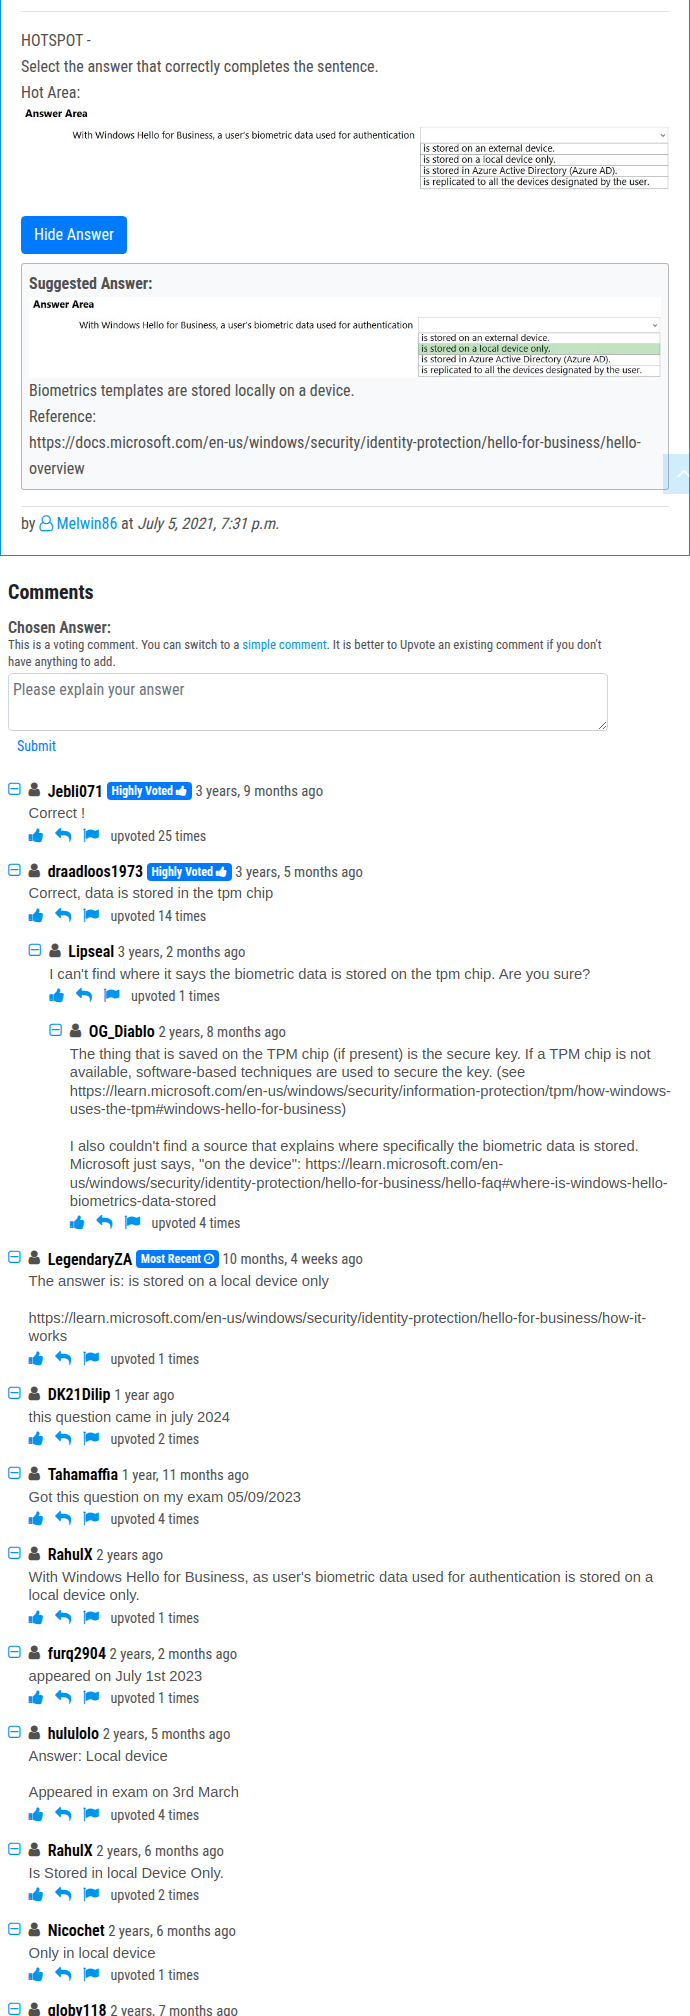 HOTSPOT -
Select the answer that correctly completes the sentence.
Hot Area:
Answer Area
With Windows Hello for Business, a user's biometric data used for authentication
is stored on an external device.
is stored on a local device only.
is stored in Azure Active Directory (Azure AD).
is replicated to all the devices designated by the user.
Hide Answer
Suggested Answer:
Answer Area
With Windows Hello for Business, a user's biometric data used for authentication
is stored on an external device.
is stored on a local device only.
is stored in Azure Active Directory (Azure AD).
is replicated to all the devices designated by the user.
Biometrics templates are stored locally on a device.
Reference:
https://docs.microsoft.com/en-us/windows/security/identity-protection/hello-for-business/hello-
overview
by Melwin86 at July 5, 2021, 7:31 p.m.
Comments
Chosen Answer:
This is a voting comment. You can switch to a simple comment. It is better to Upvote an existing comment if you don't
have anything to add.
Please explain your answer
Submit
Jebli071 Highly Voted 3 years, 9 months ago
Correct !
upvoted 25 times
draadloos1973 Highly Voted 3 years, 5 months ago
Correct, data is stored in the tpm chip
upvoted 14 times
Lipseal 3 years, 2 months ago
I can't find where it says the biometric data is stored on the tpm chip. Are you sure?
upvoted 1 times
OG_Diablo 2 years, 8 months ago
The thing that is saved on the TPM chip (if present) is the secure key. If a TPM chip is not
available, software-based techniques are used to secure the key. (see
https://learn.microsoft.com/en-us/windows/security/information-protection/tpm/how-windows-
uses-the-tpm#windows-hello-for-business)
I also couldn't find a source that explains where specifically the biometric data is stored.
Microsoft just says, "on the device": https://learn.microsoft.com/en-
us/windows/security/identity-protection/hello-for-business/hello-faq#where-is-windows-hello-
biometrics-data-stored
upvoted 4 times
LegendaryZA Most Recent 10 months, 4 weeks ago
The answer is: is stored on a local device only
https://learn.microsoft.com/en-us/windows/security/identity-protection/hello-for-business/how-it-
works
upvoted 1 times
DK21Dilip 1 year ago
this question came in july 2024
upvoted 2 times
Tahamaffia 1 year, 11 months ago
Got this question on my exam 05/09/2023
upvoted 4 times
RahulX 2 years ago
With Windows Hello for Business, as user's biometric data used for authentication is stored on a
local device only.
upvoted 1 times
furq2904 2 years, 2 months ago
appeared on July 1st 2023
upvoted 1 times
hululolo 2 years, 5 months ago
Answer: Local device
Appeared in exam on 3rd March
upvoted 4 times
RahulX 2 years, 6 months ago
Is Stored in local Device Only.
upvoted 2 times
Nicochet 2 years, 6 months ago
Only in local device
upvoted 1 times
globy118 2 years, 7 months ago